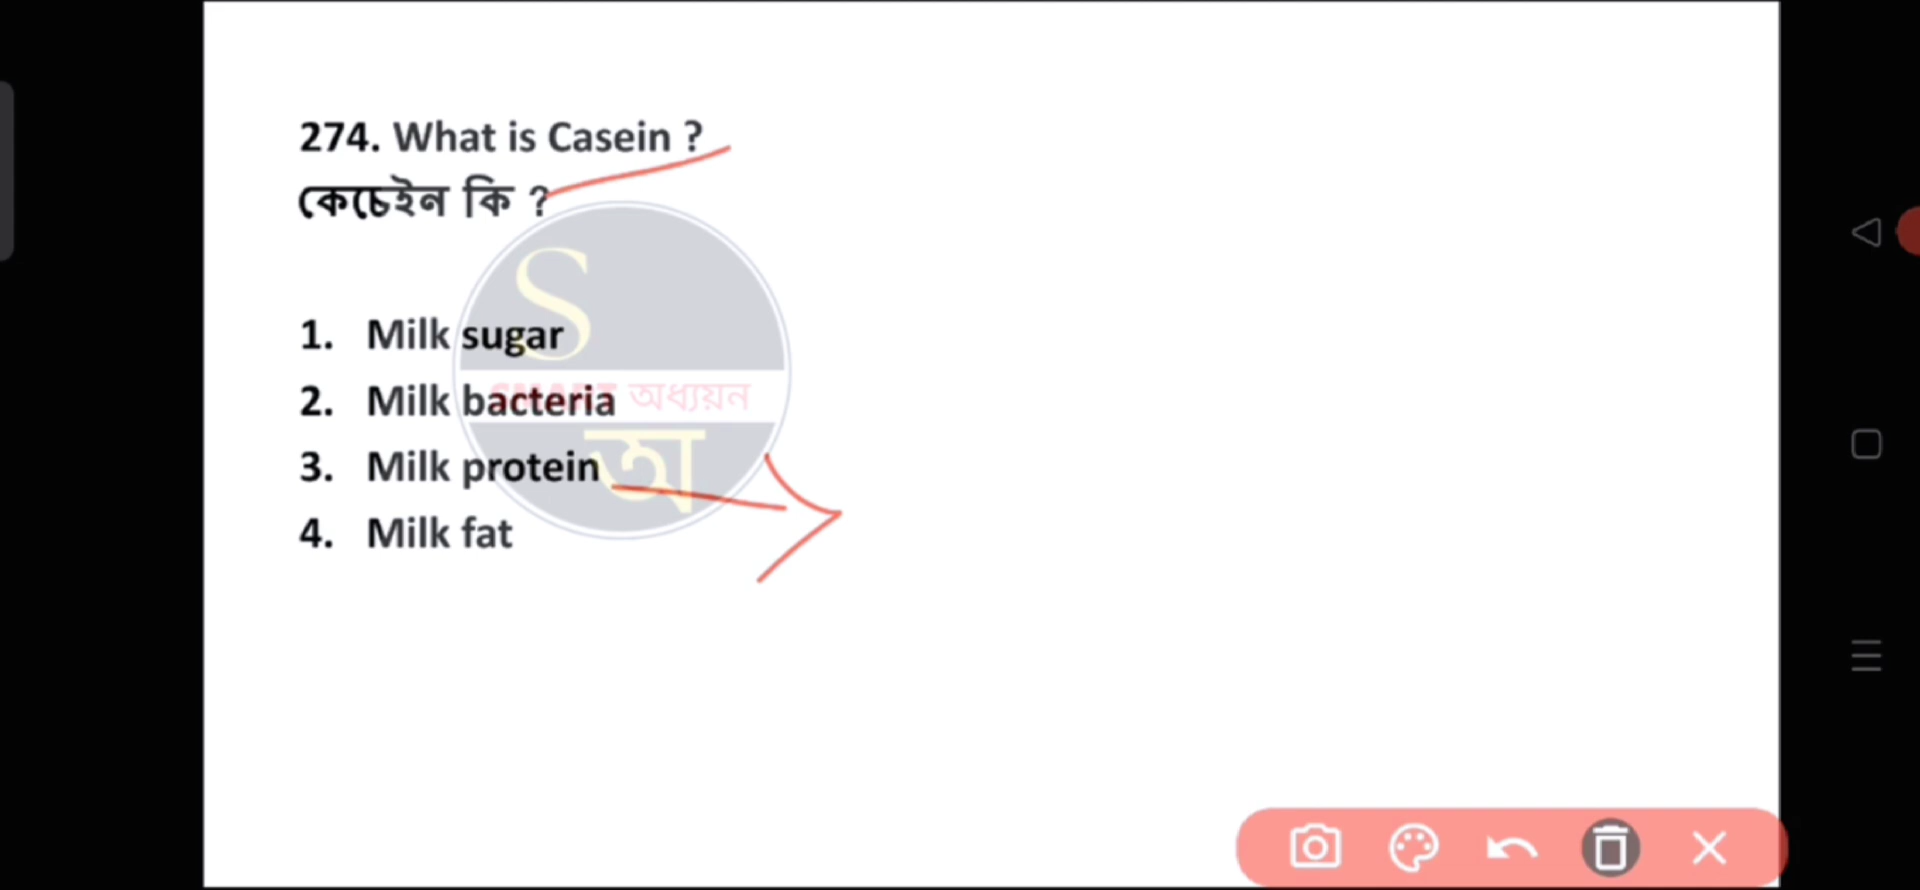 274. What is Casein ?
কেচেইন কি ?
S
1. Milk sugar
SMART অধ্যয়ন
2. Milk bacteria
3. Milk protein
অ
4. Milk fat